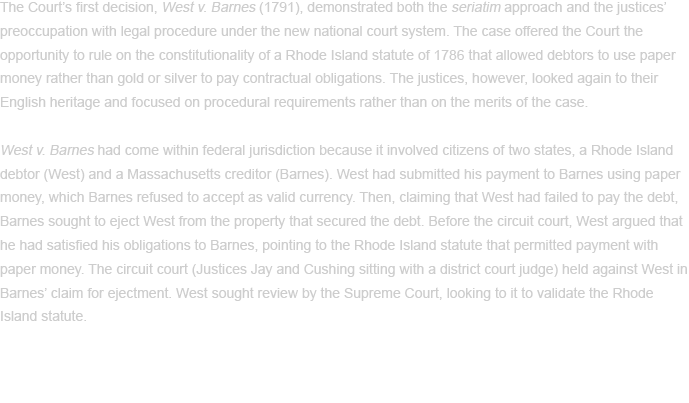 The Court's first decision, West v. Barnes (1791), demonstrated both the seriatim approach and the justices'
preoccupation with legal procedure under the new national court system. The case offered the Court the
opportunity to rule on the constitutionality of a Rhode Island statute of 1786 that allowed debtors to use paper
money rather than gold or silver to pay contractual obligations. The justices, however, looked again to their
English heritage and focused on procedural requirements rather than on the merits of the case.
West v. Barnes had come within federal jurisdiction because it involved citizens of two states, a Rhode Island
debtor (West) and a Massachusetts creditor (Barnes). West had submitted his payment to Barnes using paper
money, which Barnes refused to accept as valid currency. Then, claiming that West had failed to pay the debt,
Barnes sought to eject West from the property that secured the debt. Before the circuit court, West argued that
he had satisfied his obligations to Barnes, pointing to the Rhode Island statute that permitted payment with
paper money. The circuit court (Justices Jay and Cushing sitting with a district court judge) held against West in
Barnes' claim for ejectment. West sought review by the Supreme Court, looking to it to validate the Rhode
Island statute.